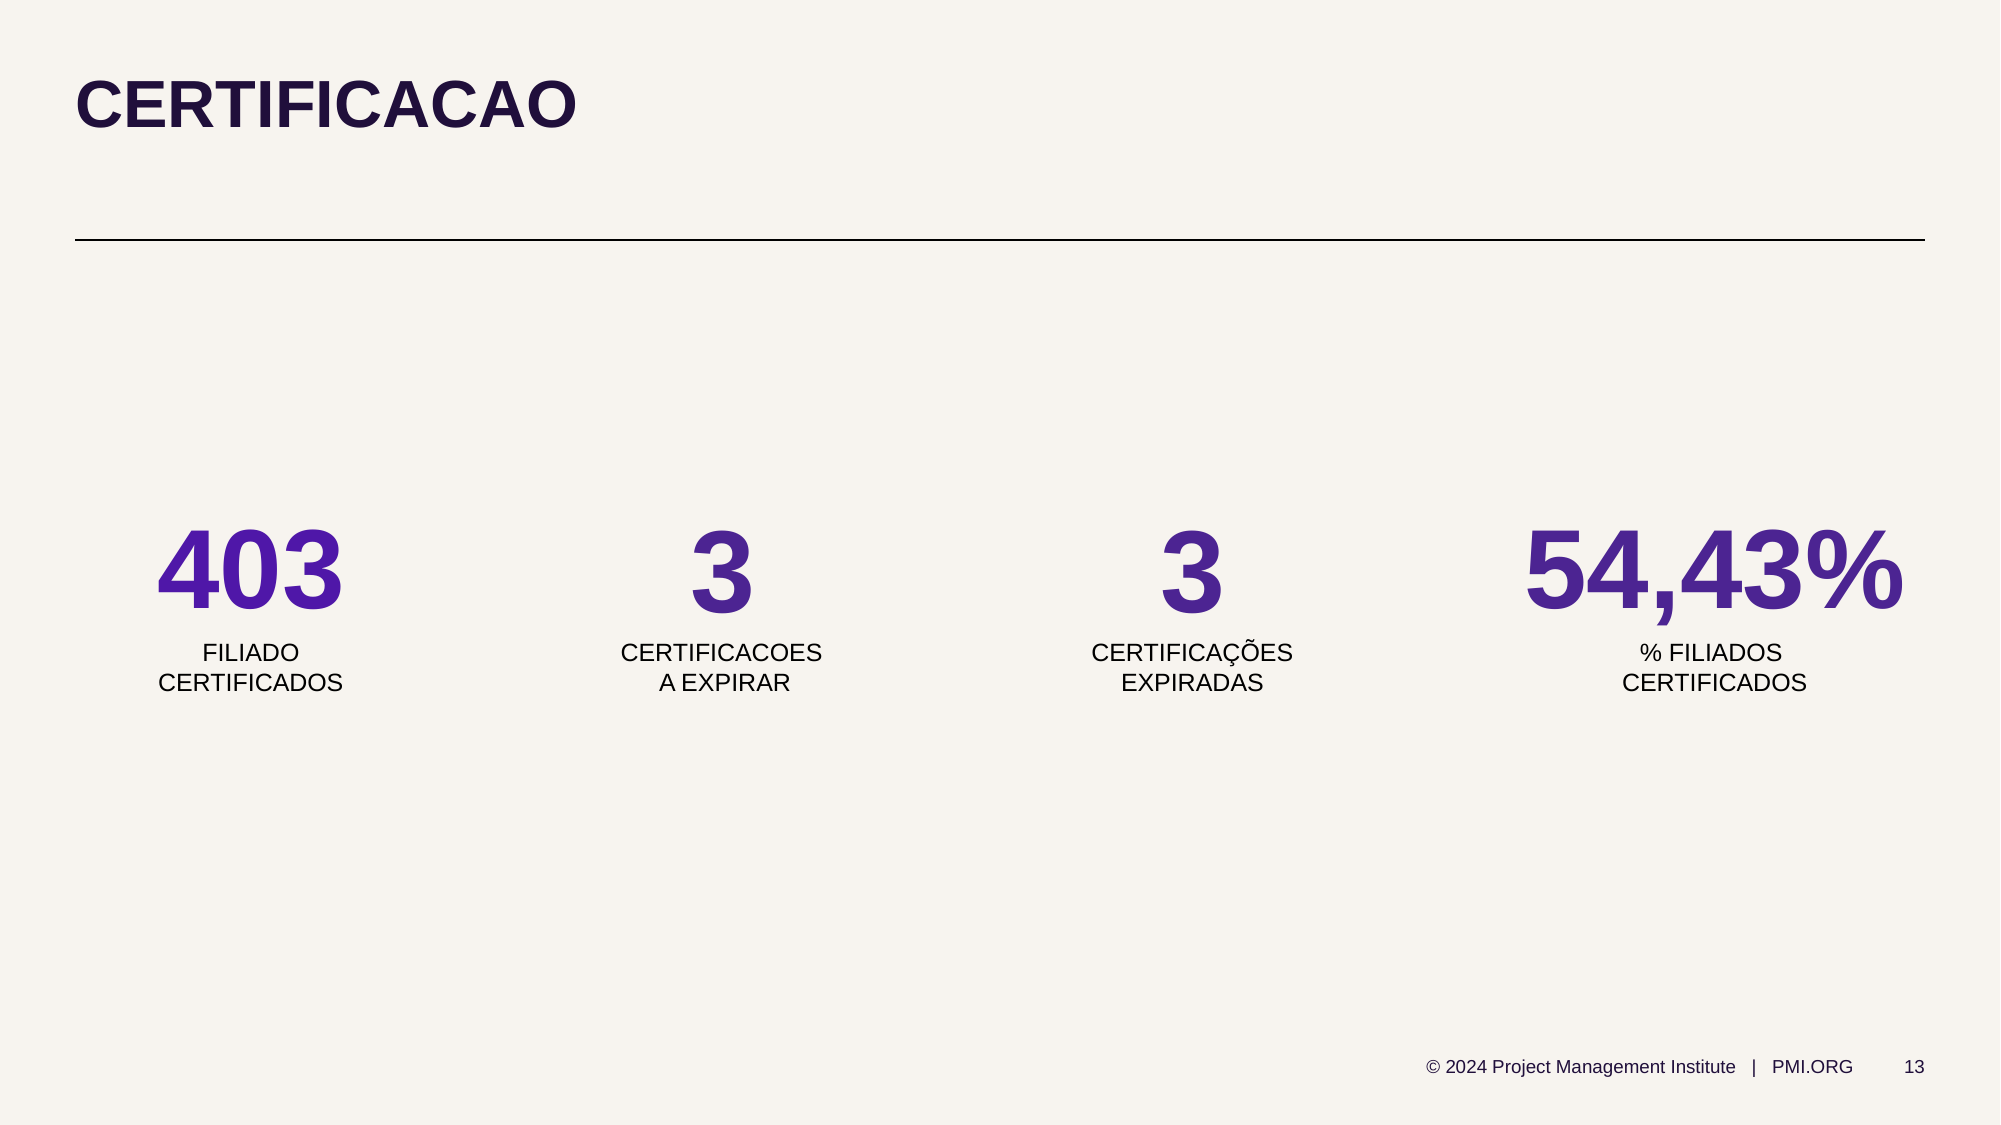 CERTIFICACAO
403
FILIADO
CERTIFICADOS
3
CERTIFICACOES
A EXPIRAR
3
CERTIFICAÇÕES
EXPIRADAS
54,43%
% FILIADOS
CERTIFICADOS
© 2024 Project Management Institute | PMI.ORG 13